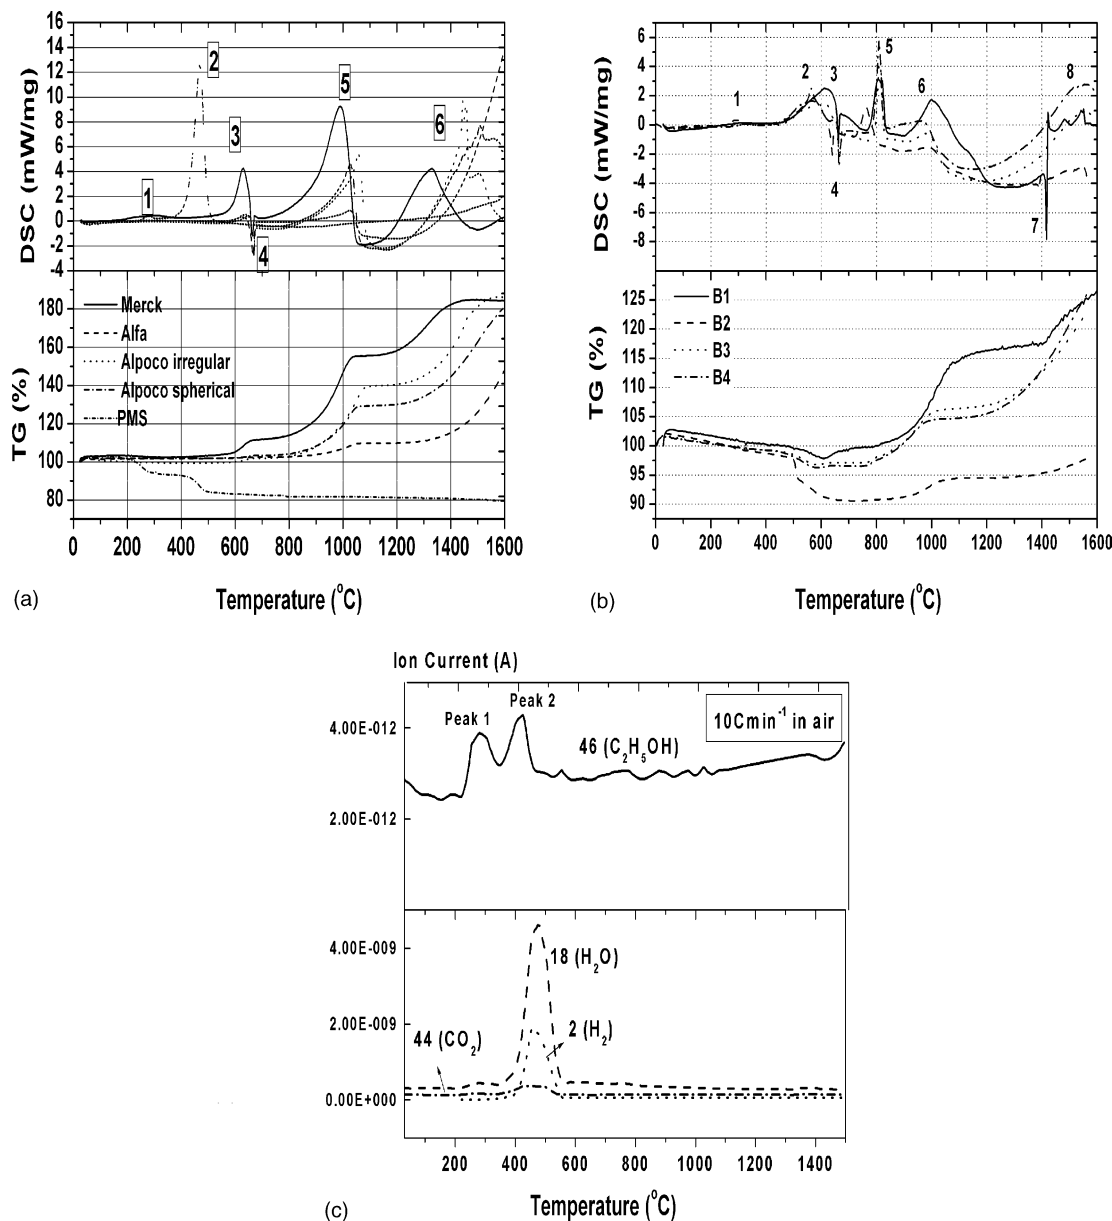 16
14
12
10
8
6
4
2
0
-2
-4
DSC (mW/mg)
1
2
3
4
5
6
180
160
140
120
100
80
TG (%)
Merck
Alfa
Alpoco irregular
Alpoco spherical
PMS
0 200 400 600 800 1000 1200 1400 1600
(a) Temperature (°C)
6
4
2
0
-2
-4
-6
-8
DSC (mW/mg)
1
2
3
4
5
6
7
8
125
120
115
110
105
100
95
90
TG (%)
B1
B2
B3
B4
0 200 400 600 800 1000 1200 1400 1600
(b) Temperature (°C)
Ion Current (A)
Peak 1
Peak 2
10Cmin⁻¹ in air
46 (C₂H₅OH)
4.00E-012
2.00E-012
4.00E-009
18 (H₂O)
2.00E-009
2 (H₂)
44 (CO₂)
0.00E+000
200 400 600 800 1000 1200 1400
(c) Temperature (°C)